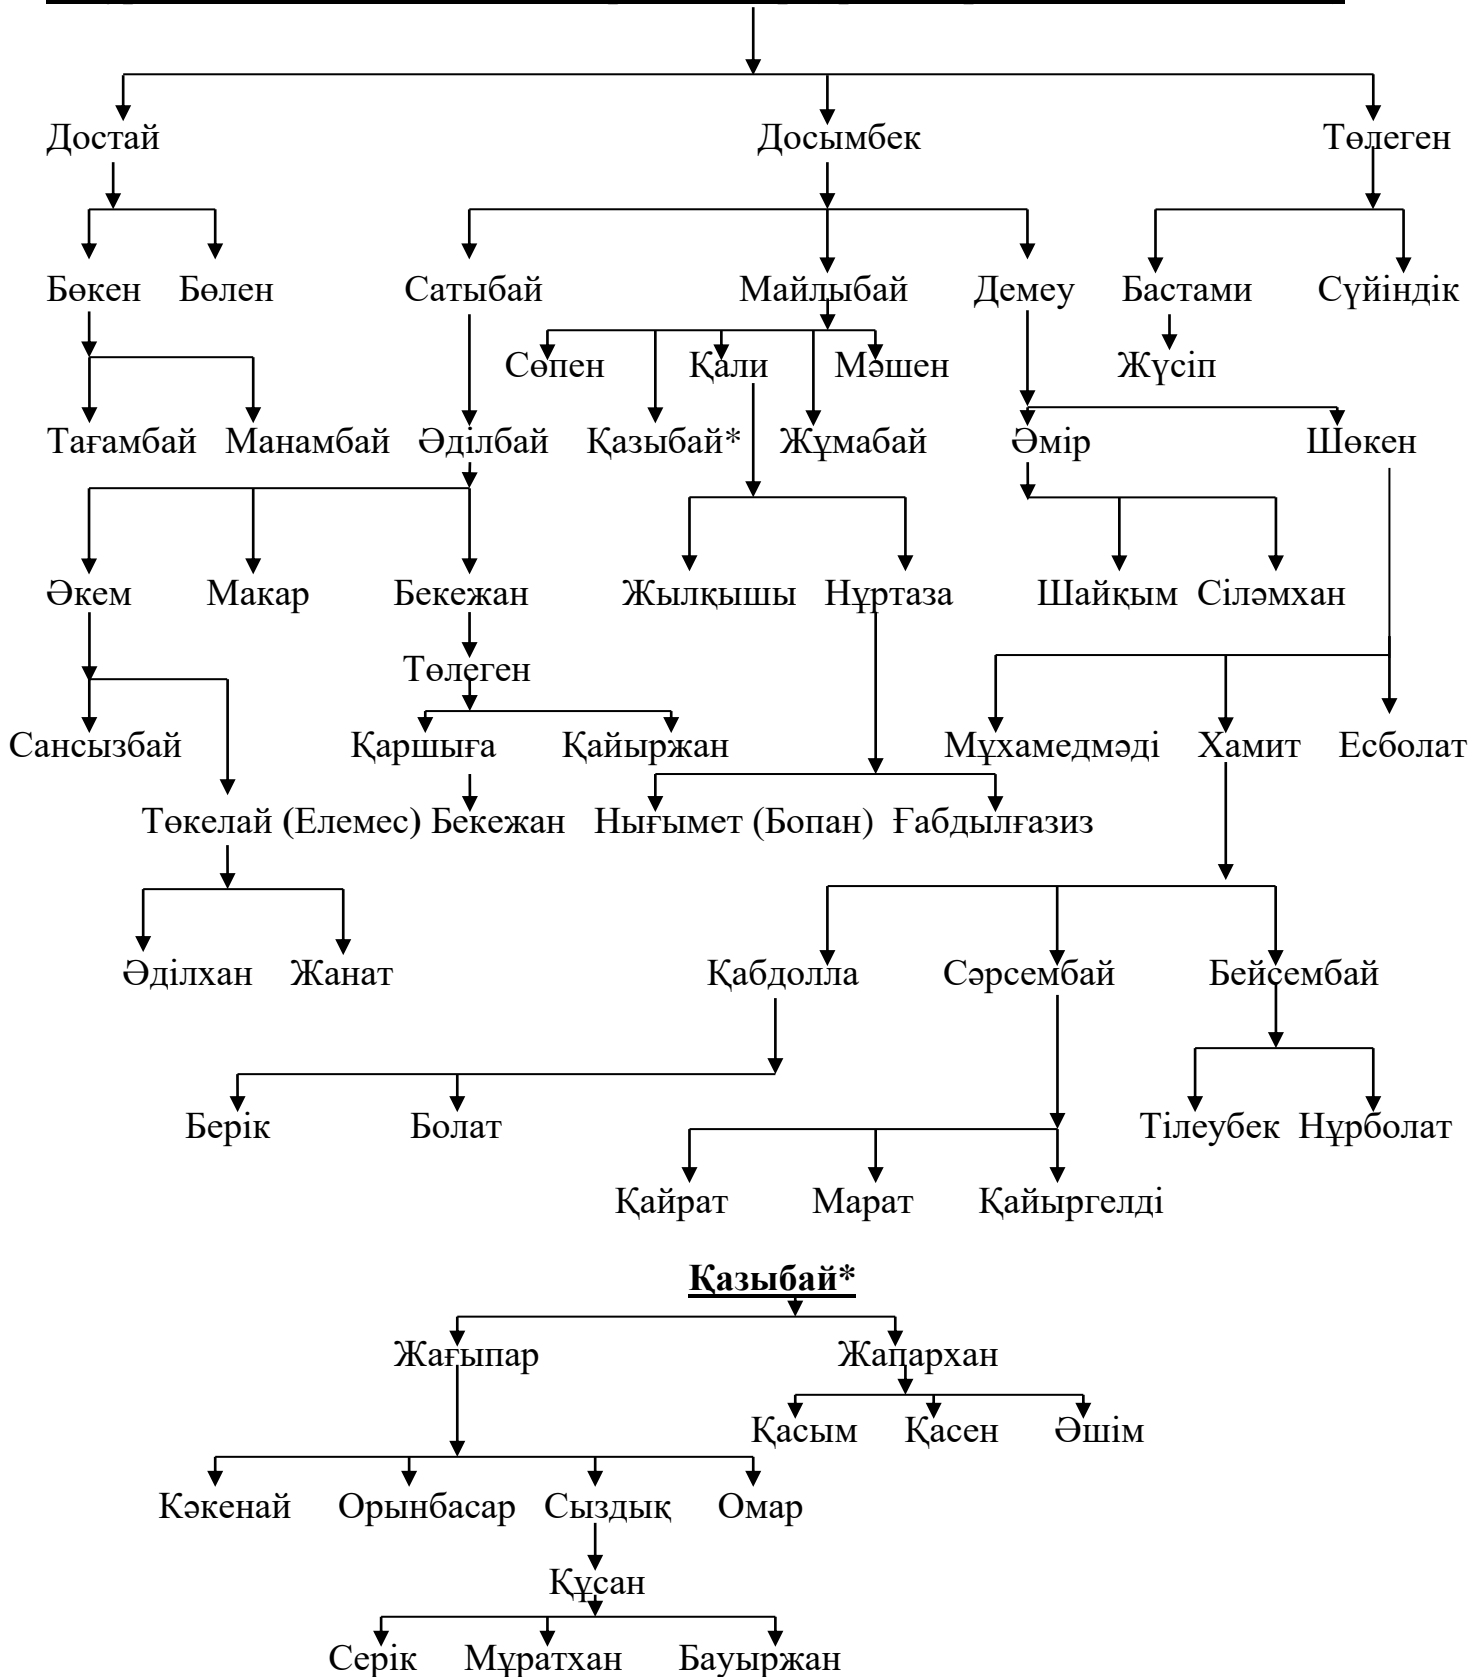 Достай Досымбек Төлеген
Бөкен Бөлен Сатыбай Майлыбай Демеу Бастами Сүйіндік
Сөпен Қали Мәшен Жүсіп
Тағамбай Манамбай Әділбай Қазыбай* Жұмабай Әмір Шөкен
Әкем Макар Бекежан Жылқышы Нұртаза Шайқым Сіләмхан
Төлеген
Сансызбай Қаршыға Қайыржан Мұхамедмәді Хамит Есболат
Төкелай (Елемес) Бекежан Нығымет (Бопан) Ғабдылғазиз
Әділхан Жанат Қабдолла Сәрсембай Бейсембай
Берік Болат Тілеубек Нұрболат
Қайрат Марат Қайыргелді
Қазыбай*
Жағыпар Жапархан
Қасым Қасен Әшім
Кәкенай Орынбасар Сыздық Омар
Құсан
Серік Мұратхан Бауыржан